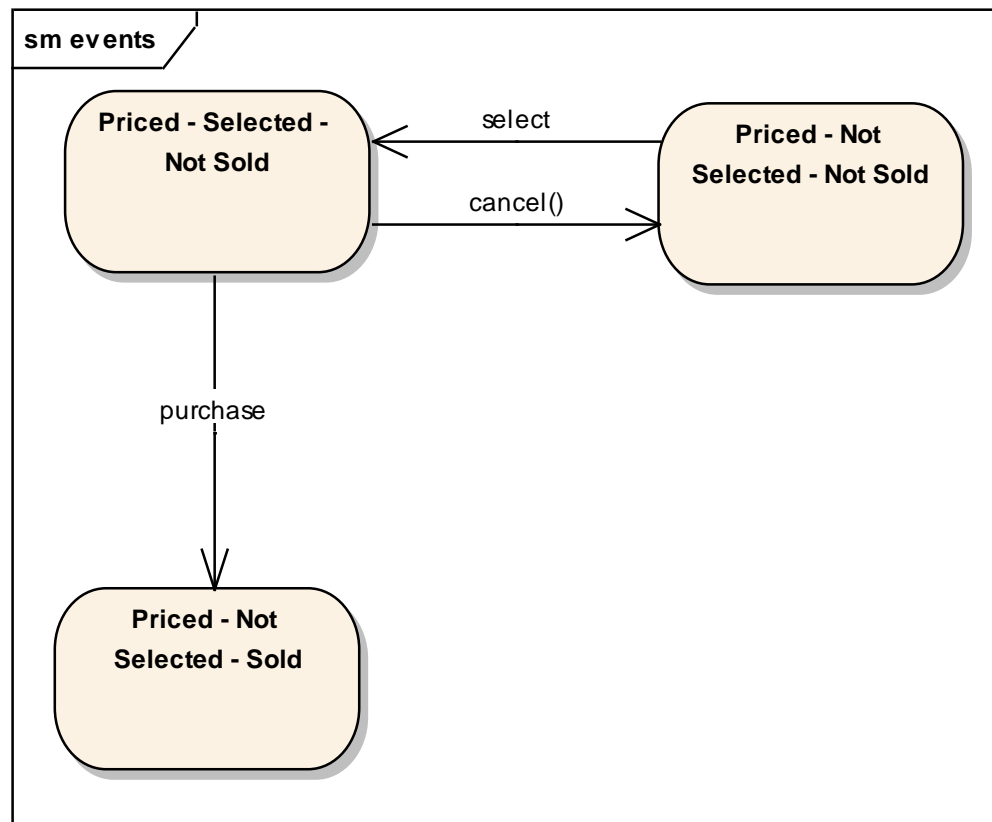 sm events
Priced - Selected -
Not Sold
select
Priced - Not
Selected - Not Sold
cancel()
purchase
Priced - Not
Selected - Sold